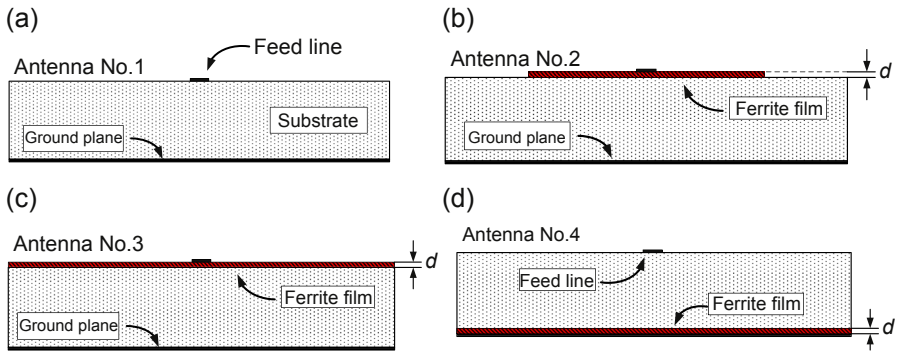 (a)
Feed line
Antenna No.1
Substrate
Ground plane
(b)
Antenna No.2
d
Ferrite film
Ground plane
(c)
Antenna No.3
d
Ferrite film
Ground plane
(d)
Antenna No.4
Feed line
Ferrite film
d